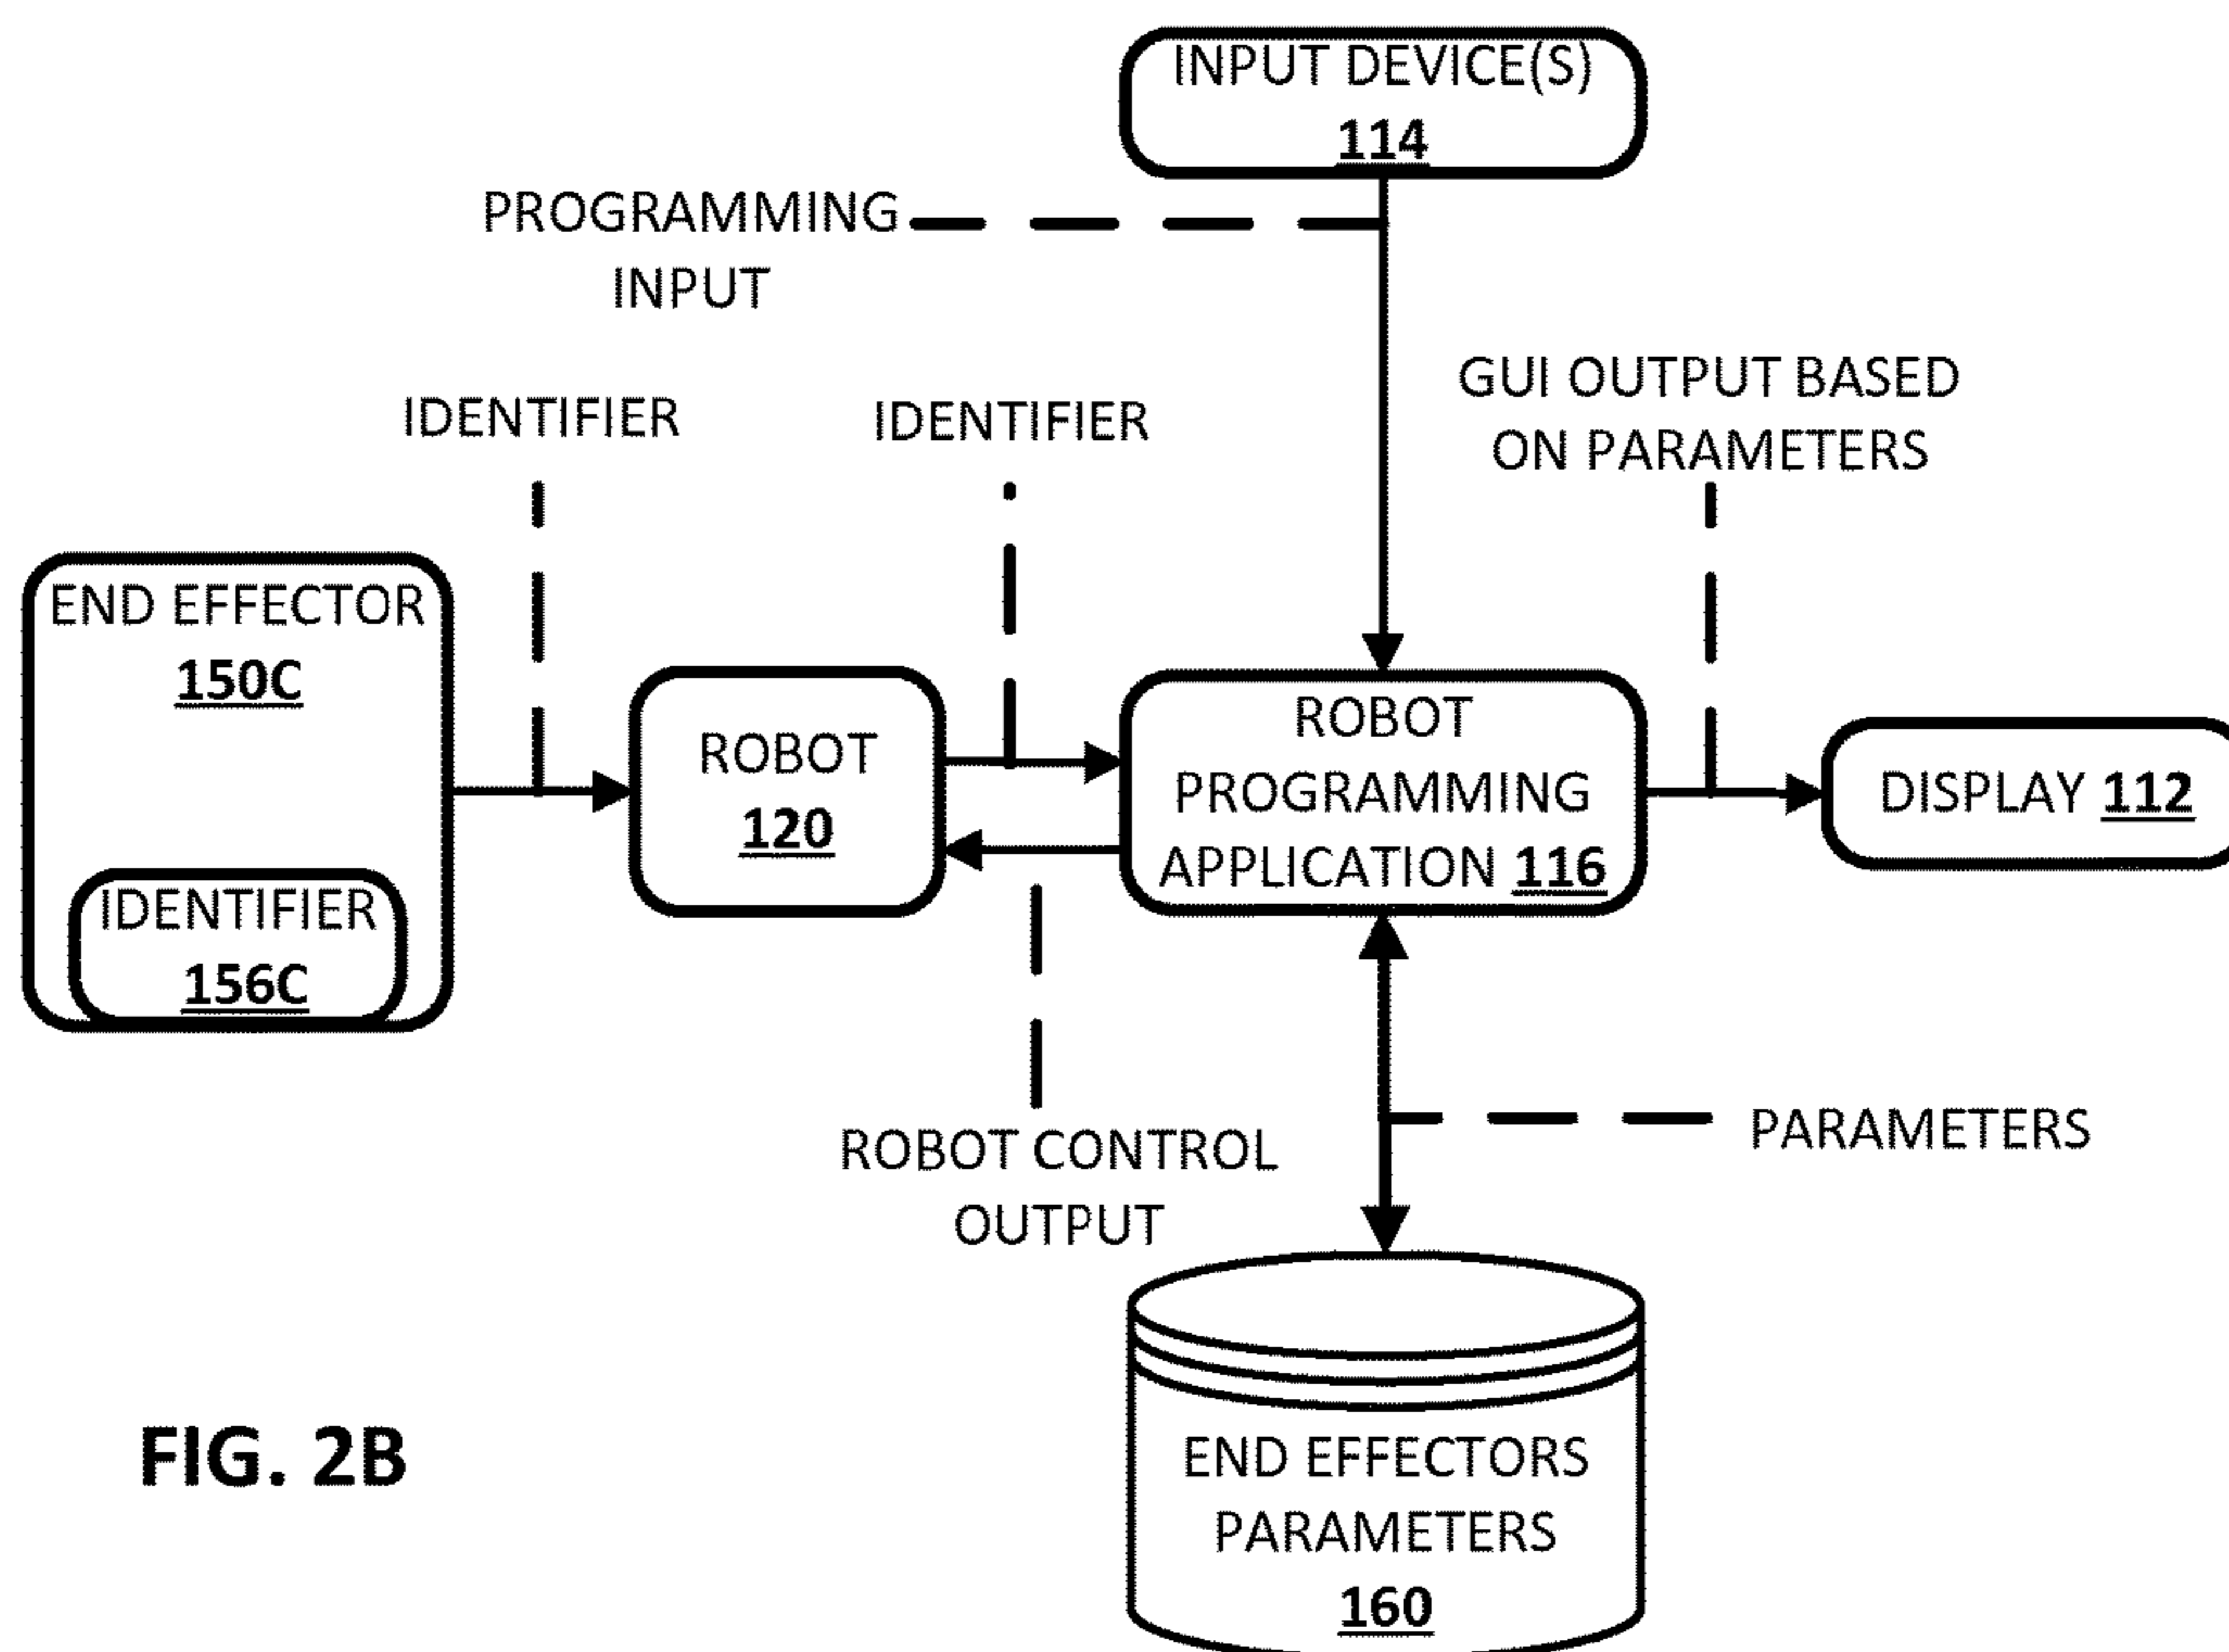 INPUT DEVICE(S)
114
PROGRAMMING
INPUT
IDENTIFIER
IDENTIFIER
GUI OUTPUT BASED
ON PARAMETERS
END EFFECTOR
150C
IDENTIFIER
156C
ROBOT
120
ROBOT
PROGRAMMING
APPLICATION 116
DISPLAY 112
ROBOT CONTROL
OUTPUT
PARAMETERS
END EFFECTORS
PARAMETERS
160
FIG. 2B